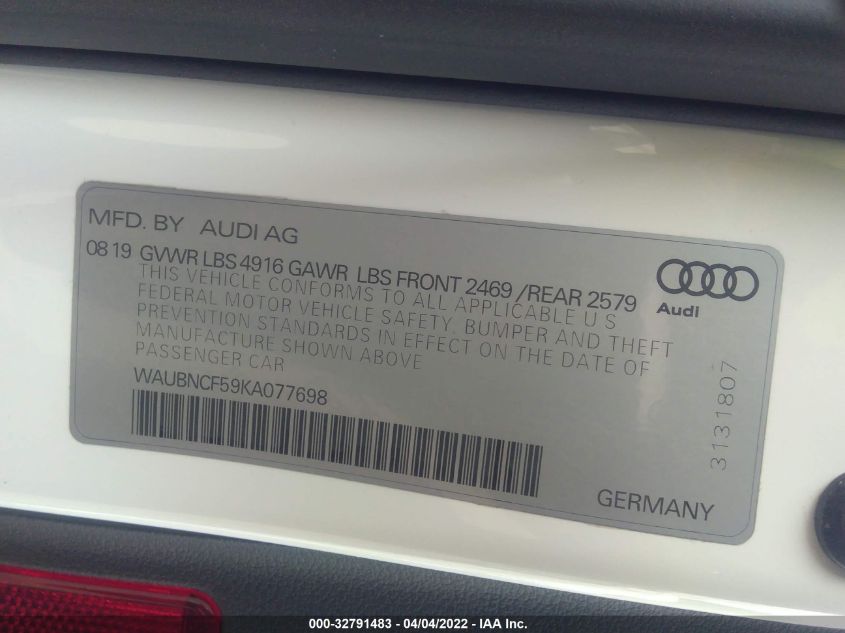 MFD. BY AUDI AG
08 19 GVWR LBS 4916 GAWR LBS FRONT 2469 /REAR 2579
THIS VEHICLE CONFORMS TO ALL APPLICABLE U S
FEDERAL MOTOR VEHICLE SAFETY, BUMPER AND THEFT
PREVENTION STANDARDS IN EFFECT ON THE DATE OF
MANUFACTURE SHOWN ABOVE
PASSENGER CAR
WAUBNCF59KA077698
Audi
3131807
GERMANY
000-32791483 - 04/04/2022 - IAA Inc.